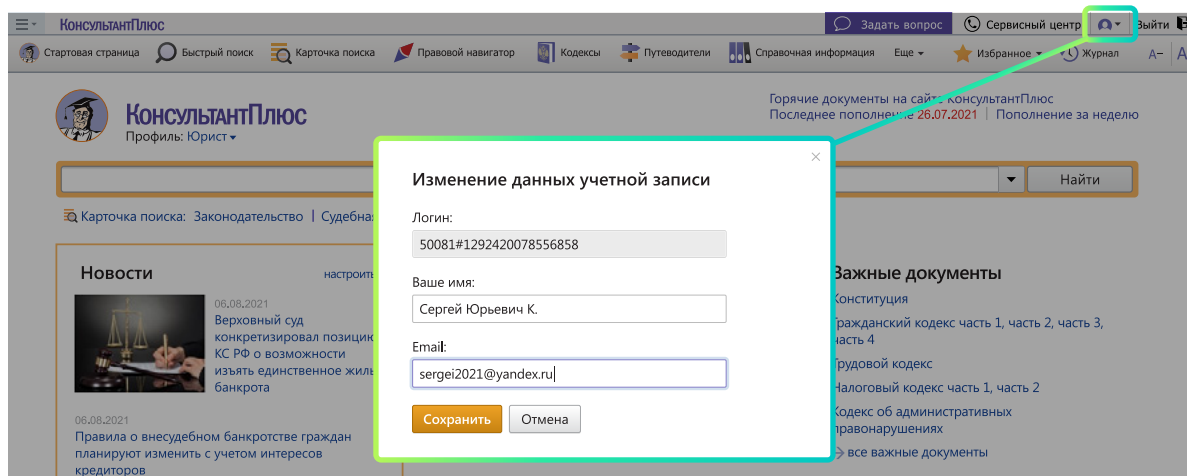 КонсультантПлюс
Задать вопрос
Сервисный центр
Выйти
Стартовая страница
Быстрый поиск
Карточка поиска
Правовой навигатор
Кодексы
Путеводители
Справочная информация
Еще
Избранное
Журнал
А−
А
КонсультантПлюс
Профиль: Юрист
Горячие документы на сайте КонсультантПлюс
Последнее пополнение 26.07.2021 | Пополнение за неделю
Найти
Карточка поиска: Законодательство | Судебная
Изменение данных учетной записи
Логин:
50081#1292420078556858
Ваше имя:
Сергей Юрьевич К.
Email:
sergei2021@yandex.ru
Сохранить
Отмена
Новости
настроить
06.08.2021
Верховный суд
конкретизировал позицию
КС РФ о возможности
изъять единственное жиль
банкрота
06.08.2021
Правила о внесудебном банкротстве граждан
планируют изменить с учетом интересов
кредиторов
Важные документы
Конституция
Гражданский кодекс часть 1, часть 2, часть 3,
часть 4
Трудовой кодекс
Налоговый кодекс часть 1, часть 2
Кодекс об административных
правонарушениях
все важные документы